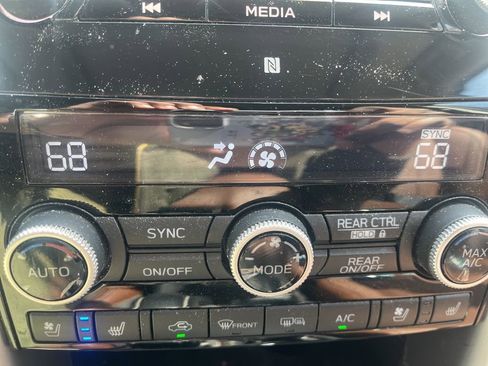 MEDIA
N
SYNC
68 68
SYNC REAR CTRL
HOLD
AUTO MODE MAX A/C
ON/OFF REAR ON/OFF
FRONT A/C